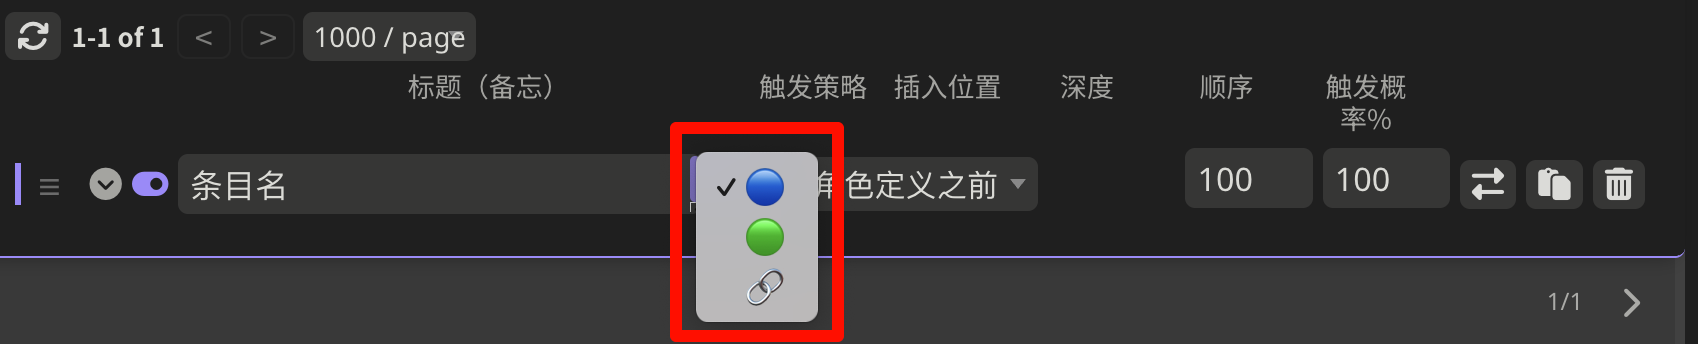 1-1 of 1 < > 1000 / page
标题（备忘） 触发策略 插入位置 深度 顺序 触发概率%
条目名 角色定义之前 100 100
1/1